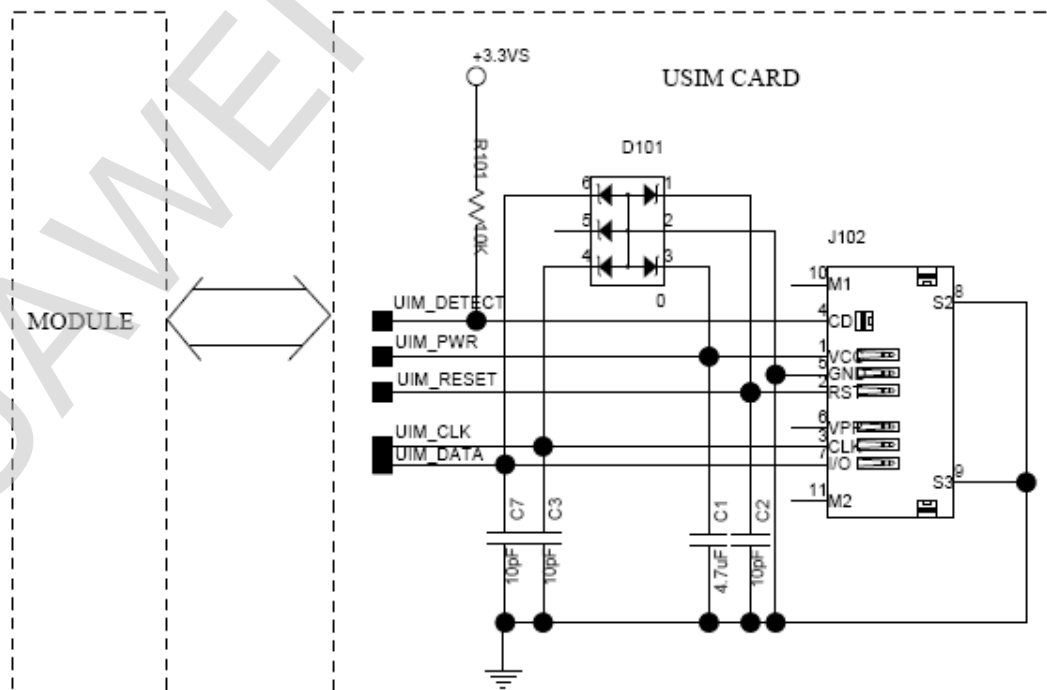 +3.3VS
USIM CARD
R101
10K
D101
6
1
5
2
4
3
0
J102
MODULE
UIM_DETECT
UIM_PWR
UIM_RESET
UIM_CLK
UIM_DATA
10
M1
4
CD
1
VCC
5
GND
2
RST
6
3
CLK
7
I/O
11
M2
S2
8
S3
9
C7
10pF
C3
10pF
C1
4.7uF
C2
10pF